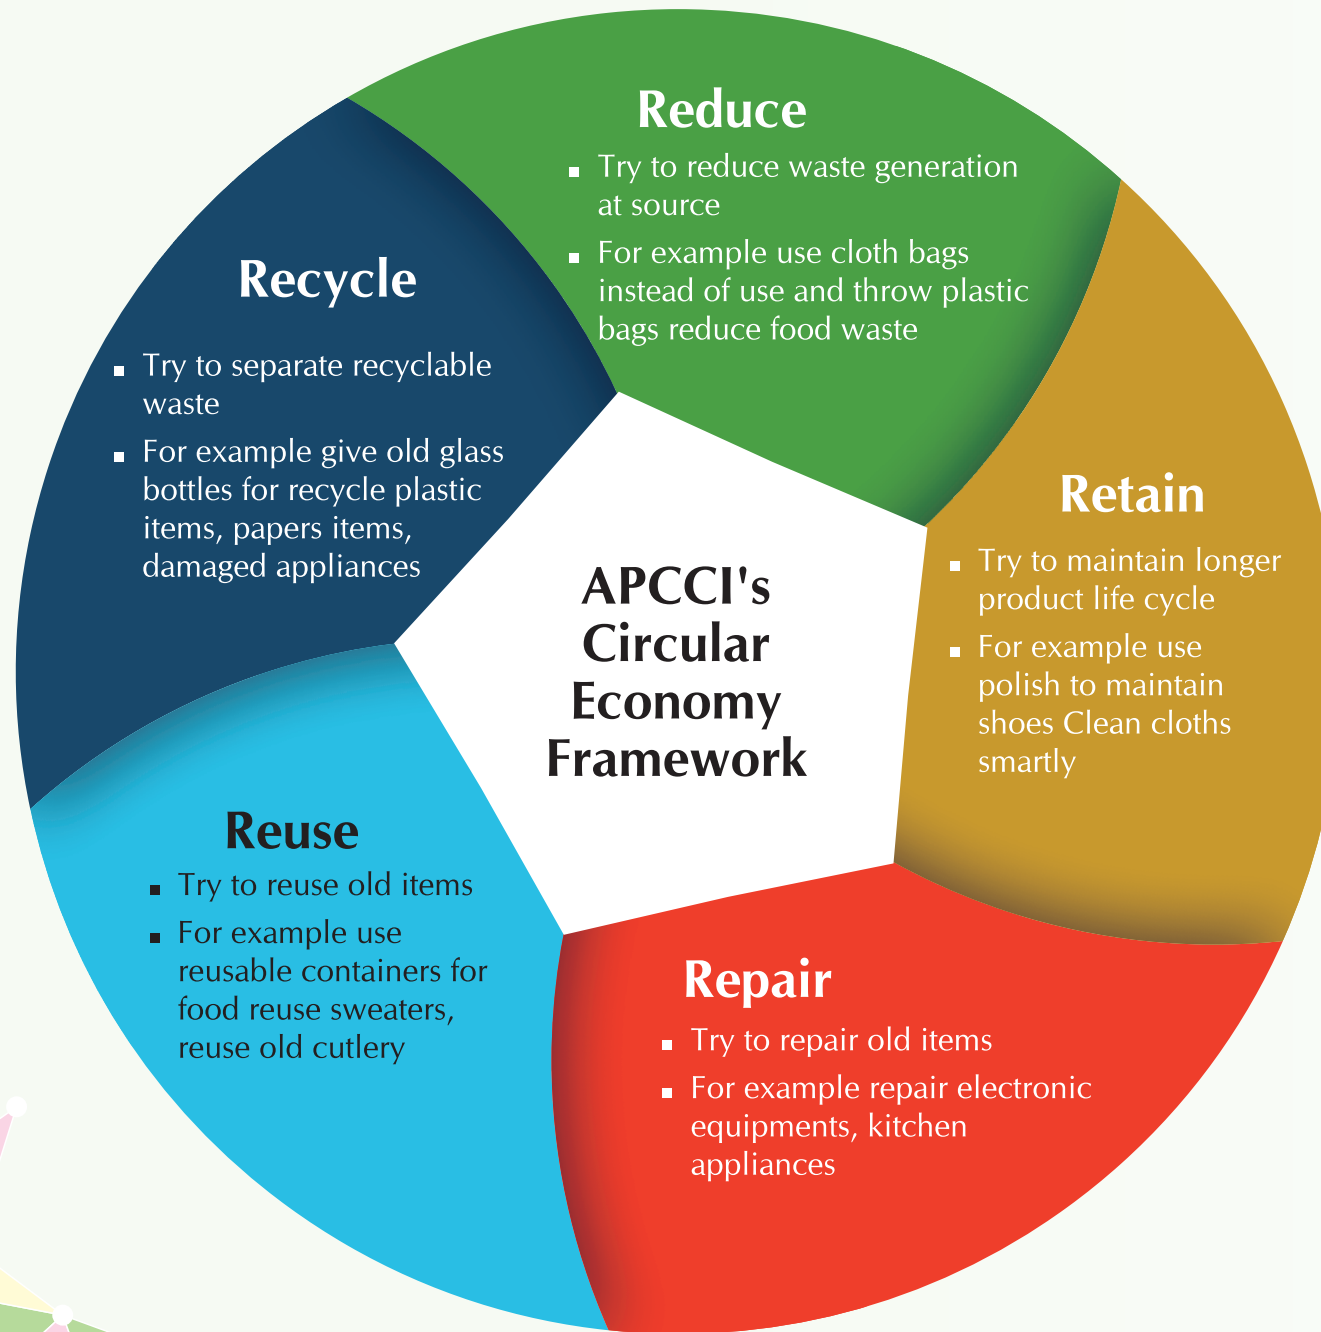 Reduce
▪ Try to reduce waste generation
at source
▪ For example use cloth bags
instead of use and throw plastic
bags reduce food waste
Retain
▪ Try to maintain longer
product life cycle
▪ For example use
polish to maintain
shoes Clean cloths
smartly
Repair
▪ Try to repair old items
▪ For example repair electronic
equipments, kitchen
appliances
Reuse
▪ Try to reuse old items
▪ For example use
reusable containers for
food reuse sweaters,
reuse old cutlery
Recycle
▪ Try to separate recyclable
waste
▪ For example give old glass
bottles for recycle plastic
items, papers items,
damaged appliances
APCCI's
Circular
Economy
Framework